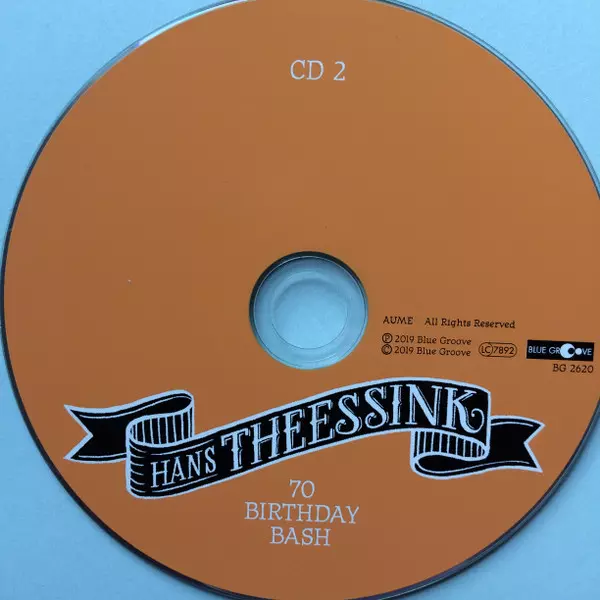 CD 2
AUME All Rights Reserved
℗ 2019 Blue Groove
© 2019 Blue Groove
LC 7892
BLUE GROOVE
BG 2620
HANS THEESSINK
70
BIRTHDAY
BASH